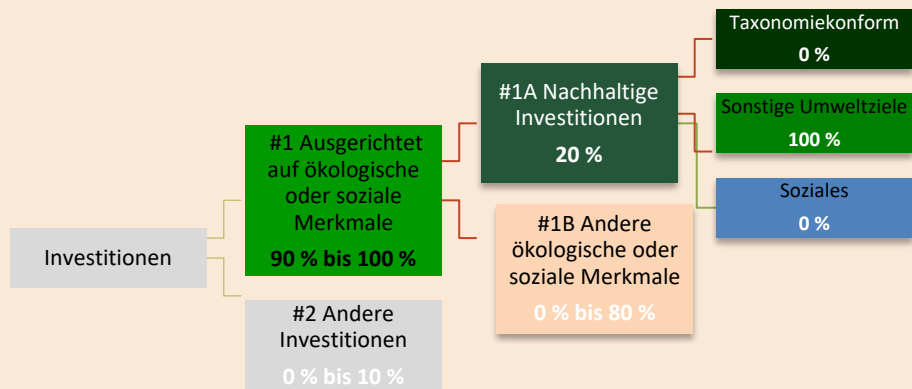 Investitionen
#1 Ausgerichtet
auf ökologische
oder soziale
Merkmale
90 % bis 100 %
#2 Andere
Investitionen
0 % bis 10 %
#1A Nachhaltige
Investitionen
20 %
#1B Andere
ökologische oder
soziale Merkmale
0 % bis 80 %
Taxonomiekonform
0 %
Sonstige Umweltziele
100 %
Soziales
0 %